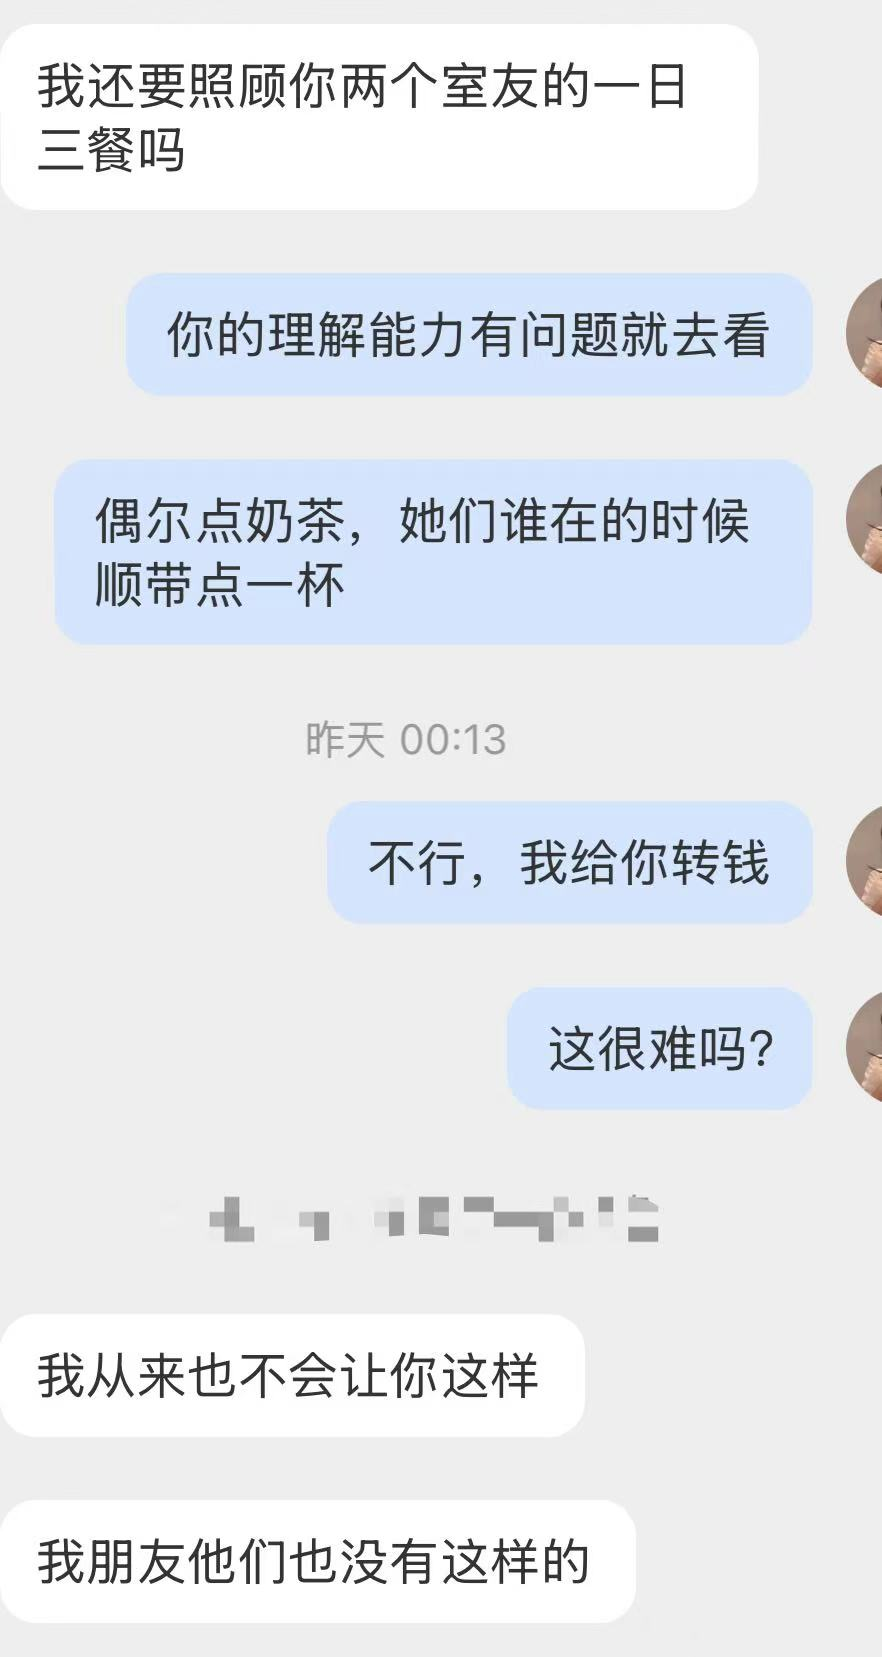 我还要照顾你两个室友的一日
三餐吗
你的理解能力有问题就去看
偶尔点奶茶，她们谁在的时候
顺带点一杯
昨天 00:13
不行，我给你转钱
这很难吗?
我从来也不会让你这样
我朋友他们也没有这样的